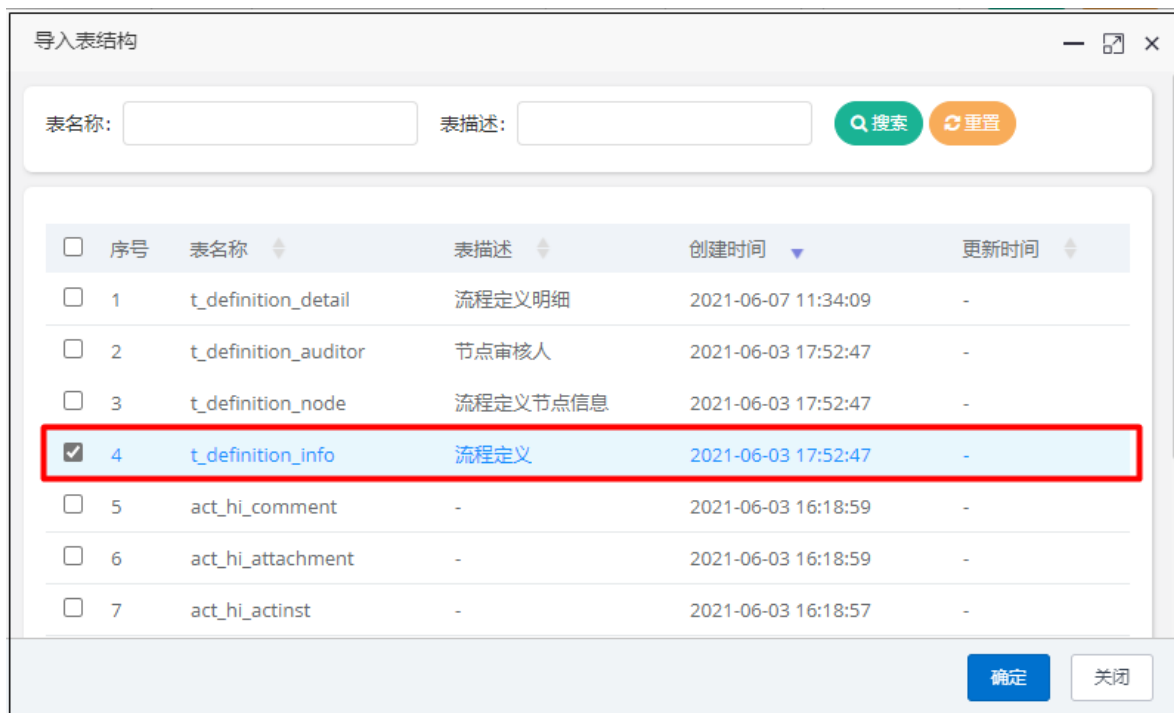 导入表结构
表名称: 表描述: 搜索 重置
序号 表名称 表描述 创建时间 更新时间
1 t_definition_detail 流程定义明细 2021-06-07 11:34:09 -
2 t_definition_auditor 节点审核人 2021-06-03 17:52:47 -
3 t_definition_node 流程定义节点信息 2021-06-03 17:52:47 -
4 t_definition_info 流程定义 2021-06-03 17:52:47 -
5 act_hi_comment - 2021-06-03 16:18:59 -
6 act_hi_attachment - 2021-06-03 16:18:59 -
7 act_hi_actinst - 2021-06-03 16:18:57 -
确定 关闭